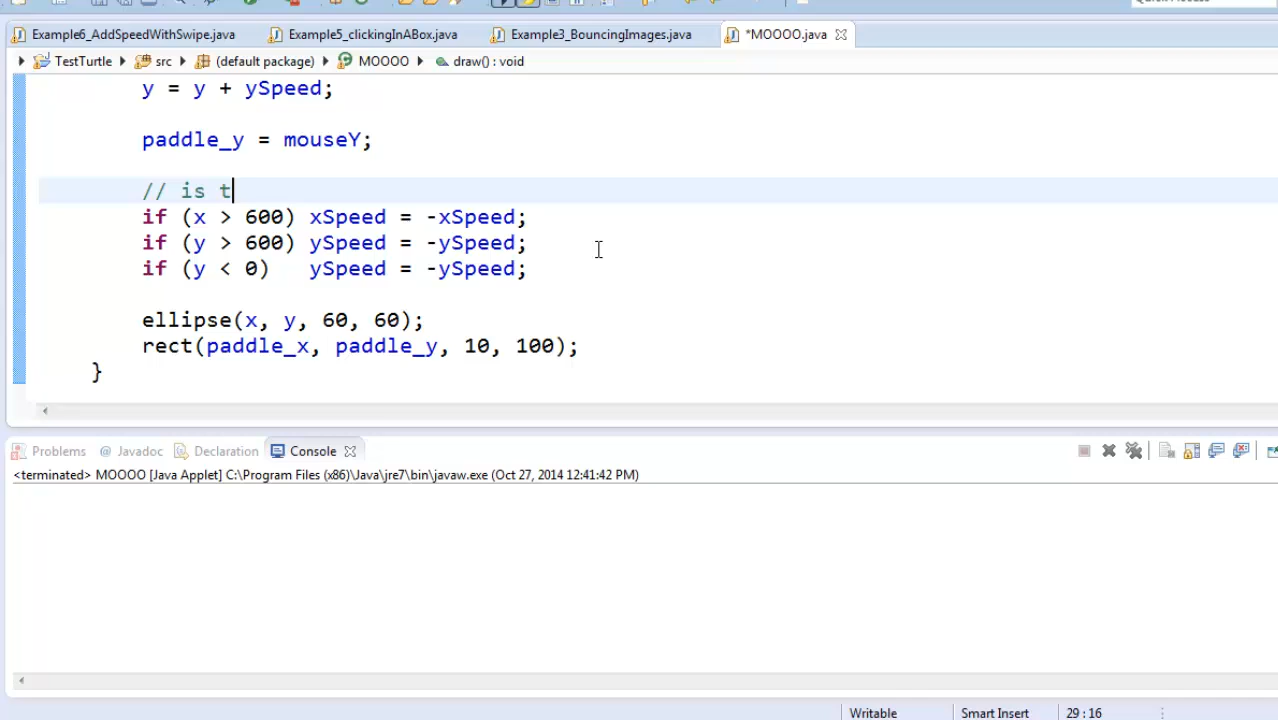 Example6_AddSpeedWithSwipe.java Example5_clickingInABox.java Example3_BouncingImages.java *MOOOO.java
TestTurtle src (default package) MOOOO draw() : void
y = y + ySpeed;
paddle_y = mouseY;
// is t
if (x > 600) xSpeed = -xSpeed;
if (y > 600) ySpeed = -ySpeed;
if (y < 0) ySpeed = -ySpeed;
ellipse(x, y, 60, 60);
rect(paddle_x, paddle_y, 10, 100);
}
Problems @ Javadoc Declaration Console
<terminated> MOOOO [Java Applet] C:\Program Files (x86)\Java\jre7\bin\javaw.exe (Oct 27, 2014 12:41:42 PM)
Writable Smart Insert 29 : 16